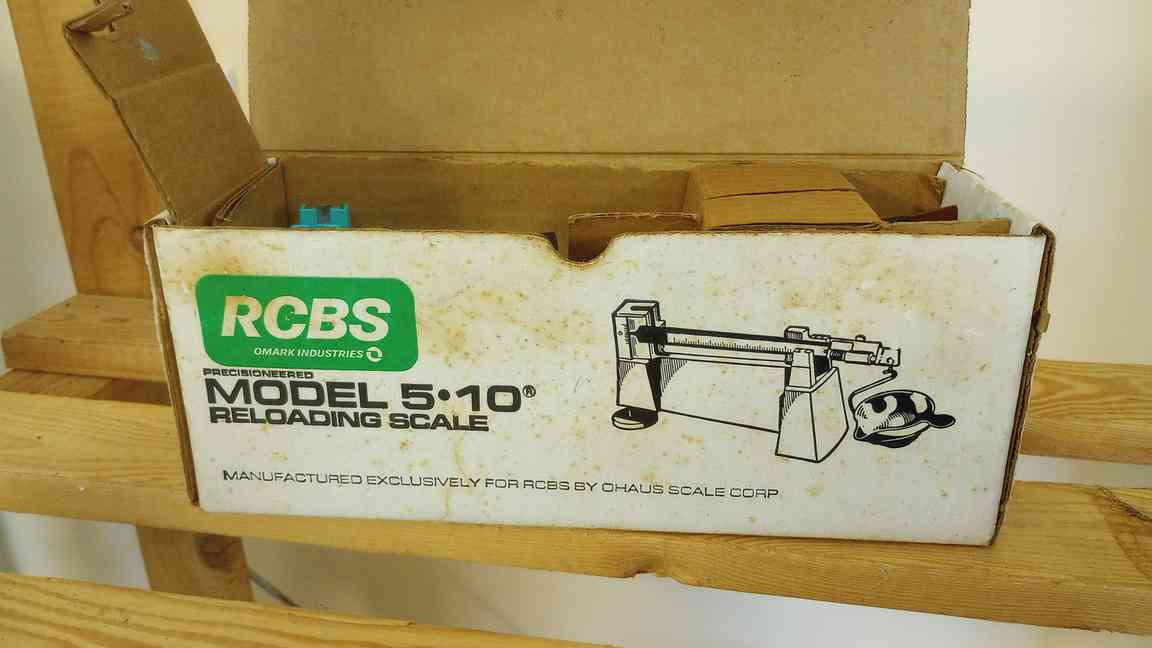 RCBS
OMARK INDUSTRIES
PRECISIONEERED
MODEL 5•10®
RELOADING SCALE
MANUFACTURED EXCLUSIVELY FOR RCBS BY OHAUS SCALE CORP